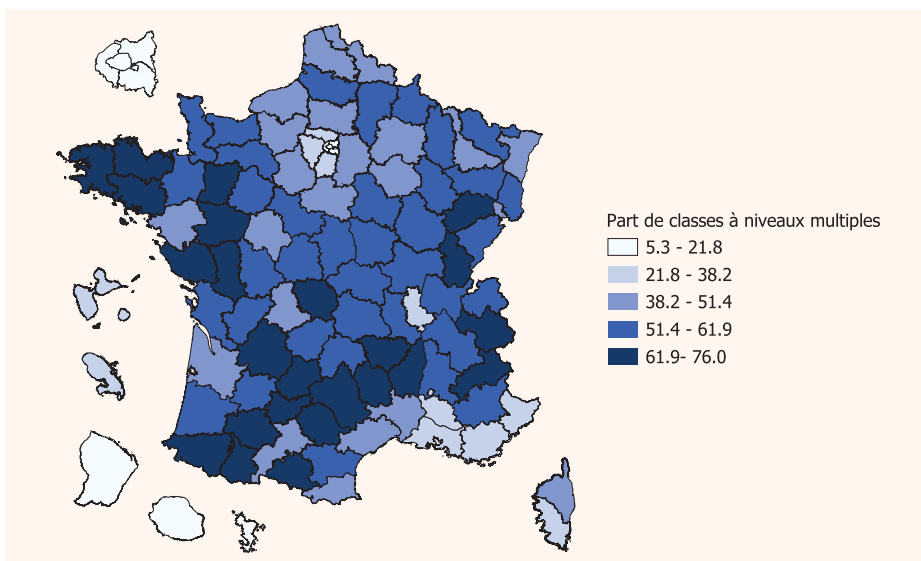 Part de classes à niveaux multiples
5.3 - 21.8
21.8 - 38.2
38.2 - 51.4
51.4 - 61.9
61.9- 76.0